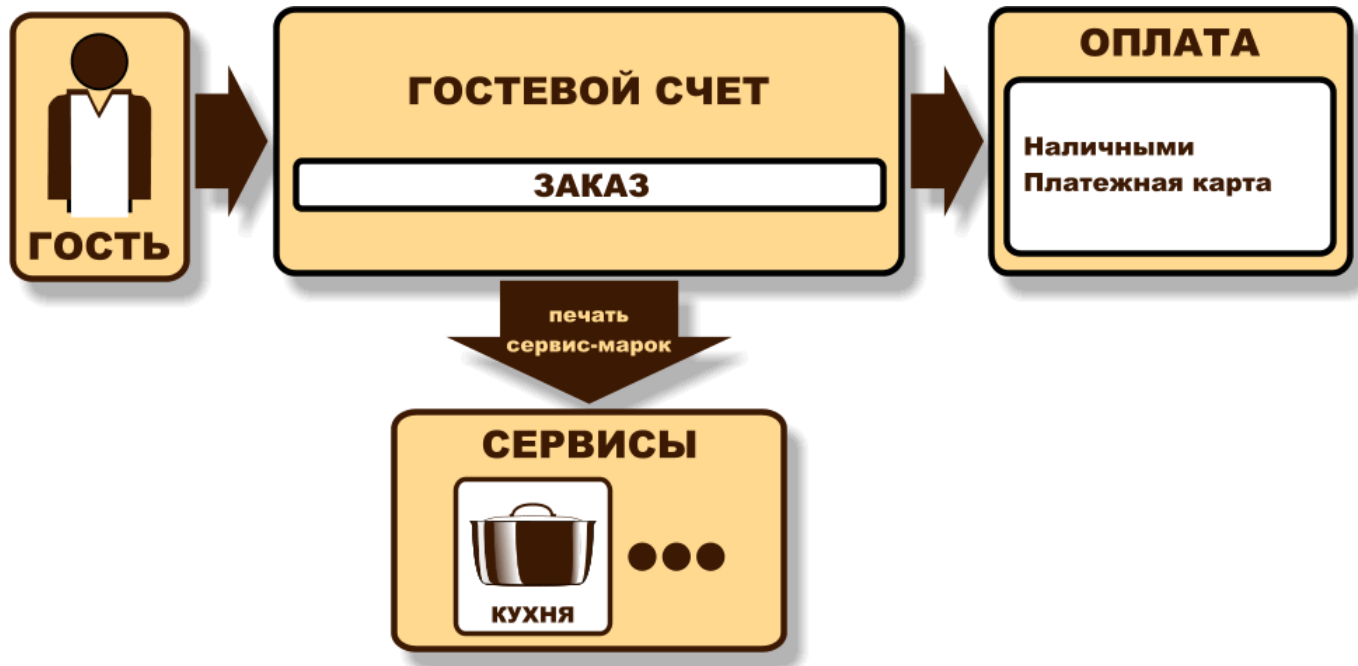 ГОСТЬ
ГОСТЕВОЙ СЧЕТ
ЗАКАЗ
ОПЛАТА
Наличными
Платежная карта
печать
сервис-марок
СЕРВИСЫ
КУХНЯ